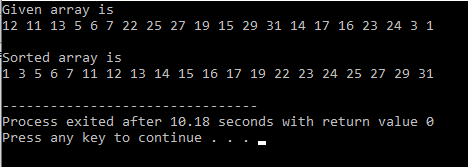 Given array is
12 11 13 5 6 7 22 25 27 19 15 29 31 14 17 16 23 24 3 1
Sorted array is
1 3 5 6 7 11 12 13 14 15 16 17 19 22 23 24 25 27 29 31
--------------------------------
Process exited after 10.18 seconds with return value 0
Press any key to continue . . .